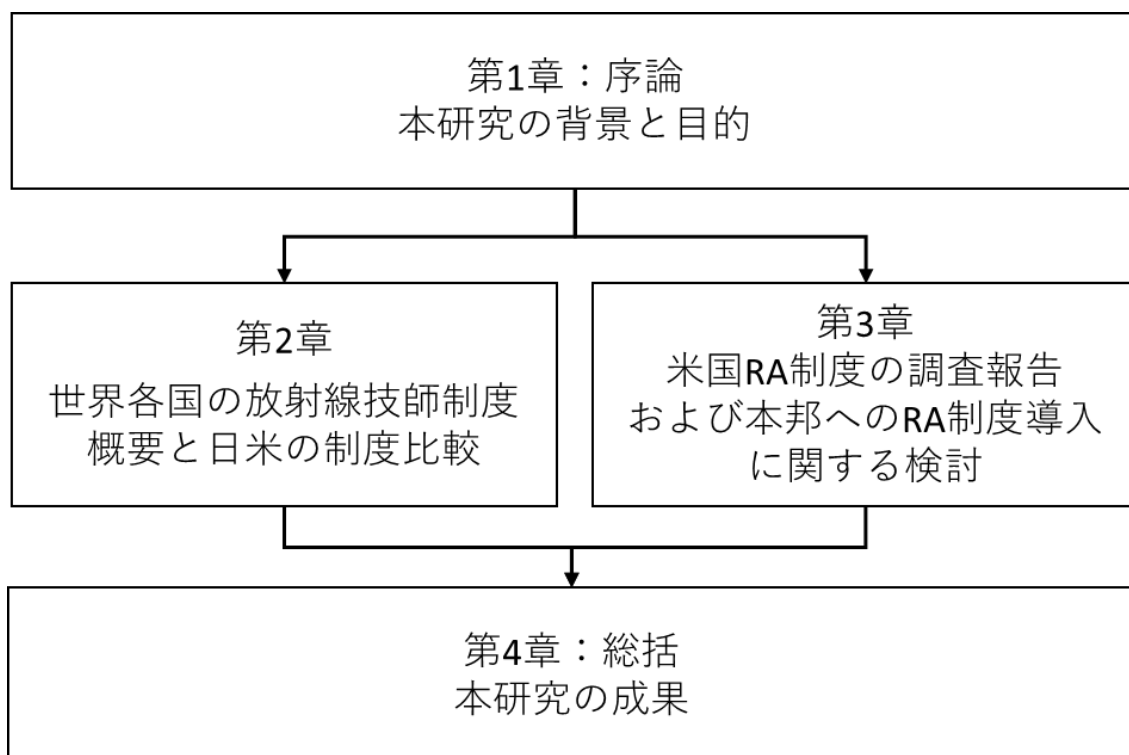 第1章：序論
本研究の背景と目的
第2章
世界各国の放射線技師制度
概要と日米の制度比較
第3章
米国RA制度の調査報告
および本邦へのRA制度導入
に関する検討
第4章：総括
本研究の成果